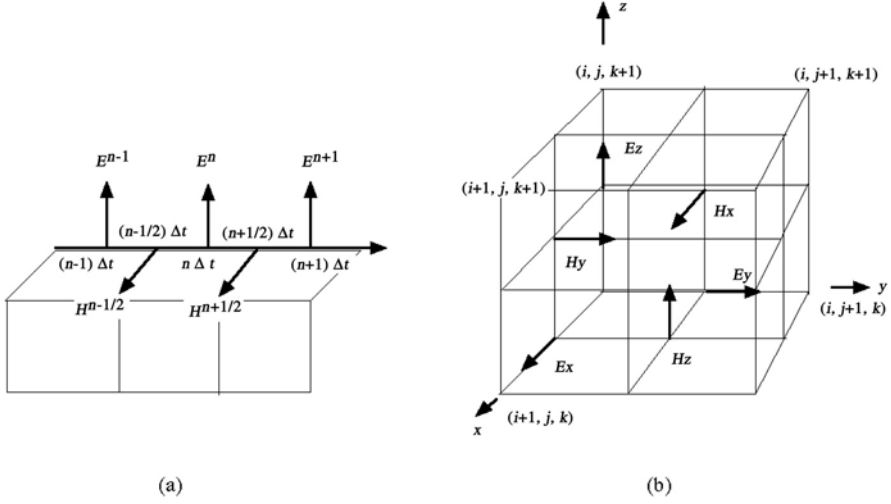 E^{n-1} E^n E^{n+1}
(n-1/2) Δt (n+1/2) Δt
(n-1) Δt n Δ t (n+1) Δt
H^{n-1/2} H^{n+1/2}
(a)
z
(i, j, k+1) (i, j+1, k+1)
Ez
(i+1, j, k+1)
Hx
Hy
Ey
y
(i, j+1, k)
Ex
Hz
x
(i+1, j, k)
(b)